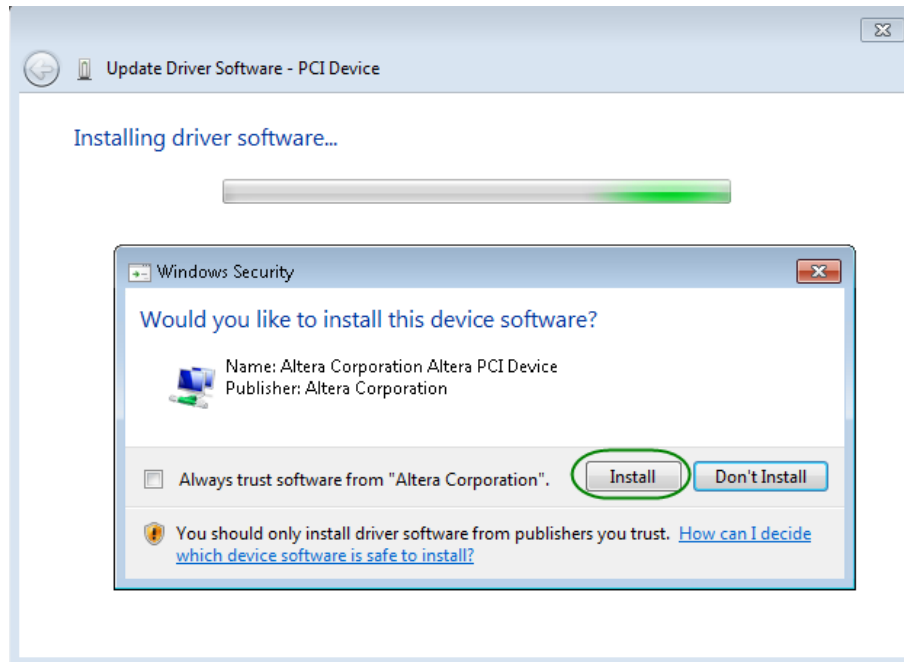 Update Driver Software - PCI Device
Installing driver software...
Windows Security
Would you like to install this device software?
Name: Altera Corporation Altera PCI Device
Publisher: Altera Corporation
Always trust software from "Altera Corporation".
Install
Don't Install
You should only install driver software from publishers you trust. How can I decide
which device software is safe to install?